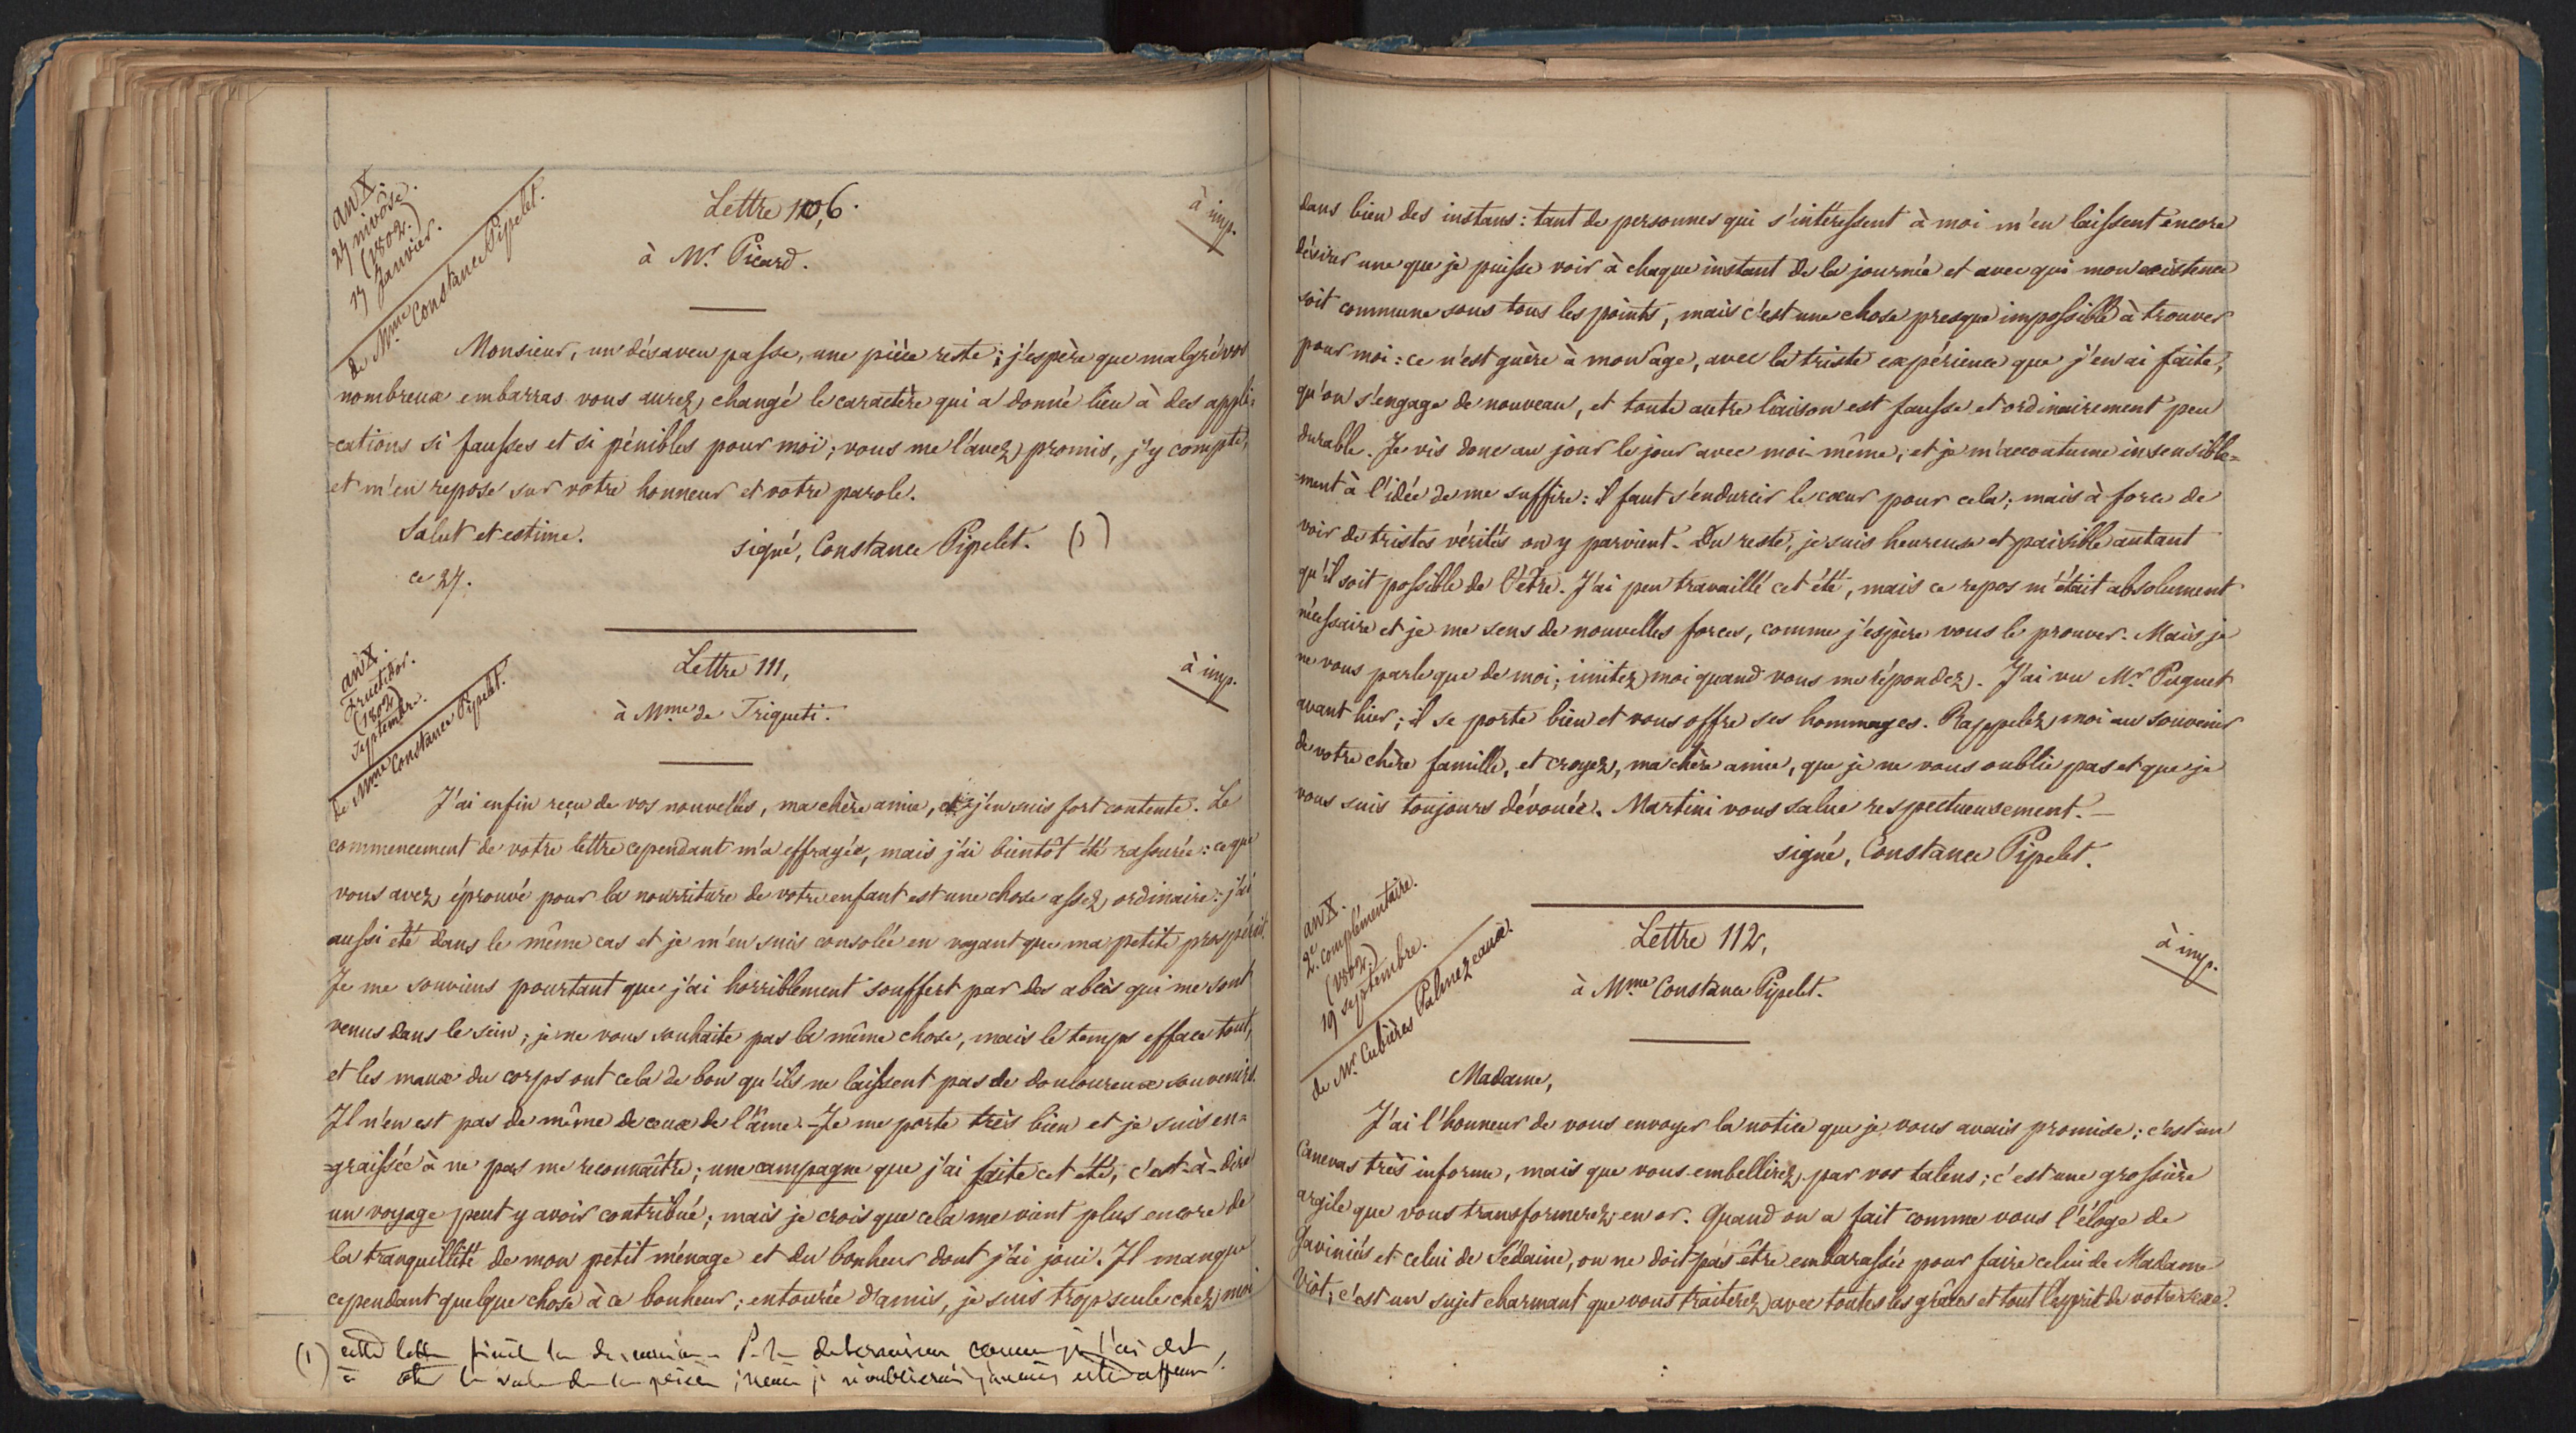 an X.
27 nivôse.
(1802.)
17 Janvier.
de Mme Constance Pipelet.
Lettre 106.
à imp.
à Mr. Picard.
Monsieur, un désaveu passe, une pièce reste; j'espère que malgré vos
nombreux embarras vous aurez changé le caractère qui a donné lieu à des appli-
-cations si fausses et si pénibles pour moi; vous me l'avez promis, j'y compte,
et m'en repose sur votre honneur et votre parole.
Salut et estime.
signé, Constance Pipelet. (1)
ce 27.
an X.
Fructidor.
(1802)
Septembre.
de Mme Constance Pipelet.
Lettre 111,
à imp.
à Mme de Triqueti.
J'ai enfin reçu de vos nouvelles, ma chère amie, et j'en suis fort contente. Le
commencement de votre lettre cependant m'a effrayée, mais j'ai bientôt été rassurée: ce que
vous avez éprouvé pour la nourriture de votre enfant est une chose assez ordinaire: j'ai
aussi été dans le même cas et je m'en suis consolée en voyant que ma petite prospérait.
Je me souviens pourtant que j'ai horriblement souffert par des abcès qui me sont
venus dans le sein; je ne vous souhaite pas la même chose, mais le temps efface tout,
et les maux du corps ont cela de bon qu'ils ne laissent pas de douloureux souvenirs.
Il n'en est pas de même de ceux de l'âme. - Je me porte très bien et je suis en-
-graissée à ne pas me reconnaître; une campagne que j'ai faite cet été, c'est-à-dire
un voyage peut y avoir contribué; mais je crois que cela me vient plus encore de
la tranquillité de mon petit ménage et du bonheur dont j'ai joui. Il manque
cependant quelque chose à ce bonheur; entourée d'amis, je suis trop seule chez moi
(1) cette lettre finit la comme je l'ai dit
à la pièce; je n'oublierai jamais cette
dans bien des instans: tant de personnes qui s'intéressent à moi m'en laissent encore
désirer une que je puisse voir à chaque instant de la journée et avec qui mon existence
soit commune sous tous les points, mais c'est une chose presque impossible à trouver
pour moi: ce n'est guère à mon âge, avec la triste expérience que j'en ai faite,
qu'on s'engage de nouveau, et toute autre liaison est fausse et ordinairement peu
durable. Je vis donc au jour le jour avec moi-même, et je m'accoutume insensible-
-ment à l'idée de me suffire: il faut s'endurcir le cœur pour cela; mais à force de
voir de tristes vérités on y parvient. Du reste, je suis heureuse et paisible autant
qu'il soit possible de l'être. J'ai peu travaillé cet été, mais ce repos m'était absolument
nécessaire et je me sens de nouvelles forces, comme j'espère vous le prouver. Mais je
ne vous parle que de moi; imitez moi quand vous me répondez. J'ai vu Mr Puguet
avant hier; il se porte bien et vous offre ses hommages. Rappelez moi au souvenir
de votre chère famille, et croyez, ma chère amie, que je ne vous oublie pas et que je
vous suis toujours dévouée. Martini vous salue respectueusement. -
signé, Constance Pipelet.
an X.
2e. complémentaire.
(1802.)
19 septembre.
de Mr. Cubières Palmezeaux.
Lettre 112,
à imp.
à Mme Constance Pipelet.
Madame,
J'ai l'honneur de vous envoyer la notice que je vous avais promise; c'est un
canevas très informe, mais que vous embellirez par vos talens; c'est une grossière
argile que vous transformerez en or. Quand on a fait comme vous l'éloge de
Gaviniés et celui de Sédaine, on ne doit pas être embarassée pour faire celui de Madame
Viot; c'est un sujet charmant que vous traiterez avec toutes les grâces et tout l'esprit de votre sexe.